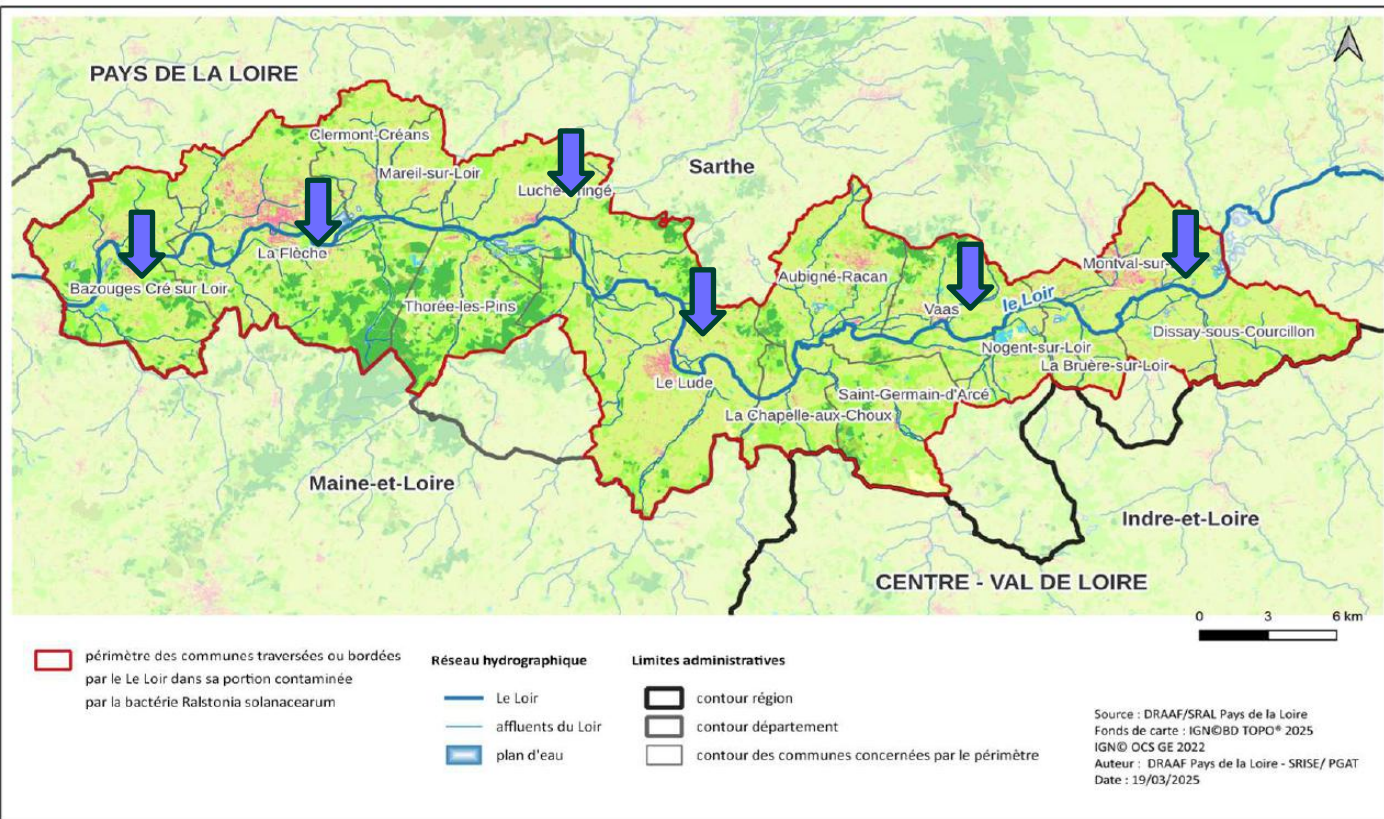 PAYS DE LA LOIRE
Clermont-Créans
Mareil-sur-Loir
Sarthe
Luché-
ingé
La Flèche
Bazouges Cré sur Loir
Thorée-les-Pins
Aubigné-Racan
Montval-sur-
Vaas
le Loir
Dissay-sous-Courcillon
Nogent-sur-Loir
La Bruère-sur-Loir
Le Lude
Saint-Germain-d'Arcé
La Chapelle-aux-Choux
Maine-et-Loire
Indre-et-Loire
CENTRE - VAL DE LOIRE
0 3 6 km
périmètre des communes traversées ou bordées
par le Le Loir dans sa portion contaminée
par la bactérie Ralstonia solanacearum
Réseau hydrographique
Le Loir
affluents du Loir
plan d'eau
Limites administratives
contour région
contour département
contour des communes concernées par le périmètre
Source : DRAAF/SRAL Pays de la Loire
Fonds de carte : IGN©BD TOPO® 2025
IGN© OCS GE 2022
Auteur : DRAAF Pays de la Loire - SRISE/ PGAT
Date : 19/03/2025